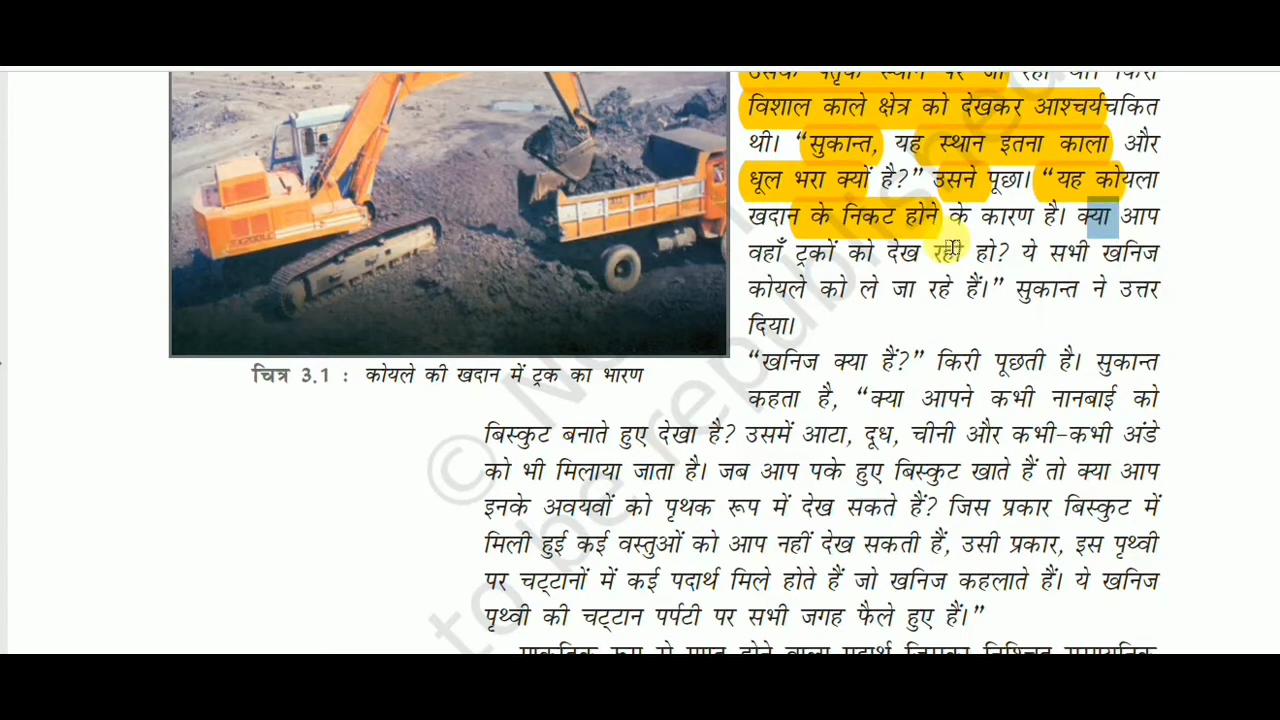 विशाल काले क्षेत्र को देखकर आश्चर्यचकित
थी। “सुकान्त, यह स्थान इतना काला और
धूल भरा क्यों है?” उसने पूछा। “यह कोयला
खदान के निकट होने के कारण है। क्या आप
वहाँ ट्रकों को देख रही हो? ये सभी खनिज
कोयले को ले जा रहे हैं।” सुकान्त ने उत्तर
दिया।
चित्र 3.1 : कोयले की खदान में ट्रक का भारण
“खनिज क्या हैं?” किरी पूछती है। सुकान्त
कहता है, “क्या आपने कभी नानबाई को
बिस्कुट बनाते हुए देखा है? उसमें आटा, दूध, चीनी और कभी-कभी अंडे
को भी मिलाया जाता है। जब आप पके हुए बिस्कुट खाते हैं तो क्या आप
इनके अवयवों को पृथक रूप में देख सकते हैं? जिस प्रकार बिस्कुट में
मिली हुई कई वस्तुओं को आप नहीं देख सकती हैं, उसी प्रकार, इस पृथ्वी
पर चट्टानों में कई पदार्थ मिले होते हैं जो खनिज कहलाते हैं। ये खनिज
पृथ्वी की चट्टान पर्पटी पर सभी जगह फैले हुए हैं।”